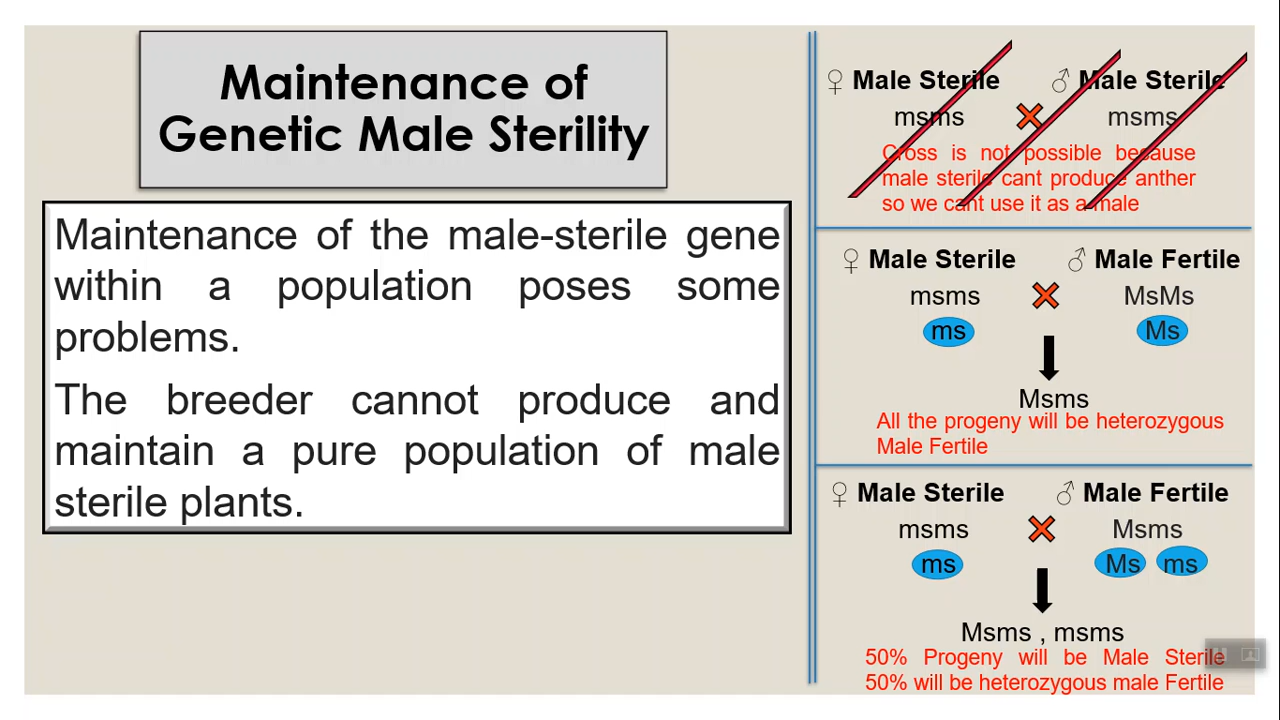 Maintenance of
Genetic Male Sterility
Maintenance of the male-sterile gene
within a population poses some
problems.
The breeder cannot produce and
maintain a pure population of male
sterile plants.
♀ Male Sterile ♂ Male Sterile
msms msms
Cross is not possible because
male sterile cant produce anther
so we cant use it as a male
♀ Male Sterile ♂ Male Fertile
msms MsMs
ms Ms
Msms
All the progeny will be heterozygous
Male Fertile
♀ Male Sterile ♂ Male Fertile
msms Msms
ms Ms ms
Msms , msms
50% Progeny will be Male Sterile
50% will be heterozygous male Fertile